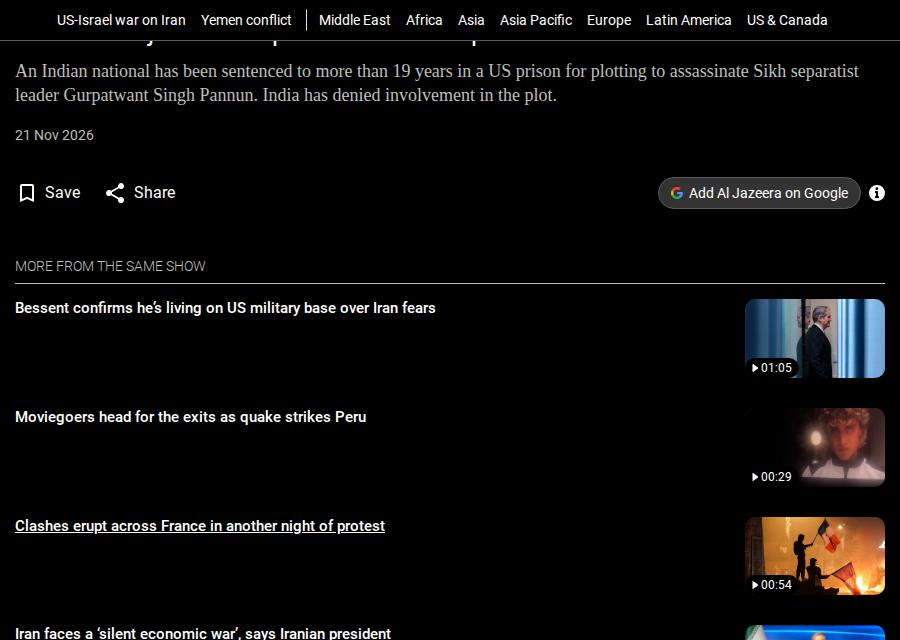 US-Israel war on Iran Yemen conflict Middle East Africa Asia Asia Pacific Europe Latin America US & Canada
An Indian national has been sentenced to more than 19 years in a US prison for plotting to assassinate Sikh separatist
leader Gurpatwant Singh Pannun. India has denied involvement in the plot.
21 Nov 2026
Save Share Add Al Jazeera on Google
MORE FROM THE SAME SHOW
Bessent confirms he’s living on US military base over Iran fears
01:05
Moviegoers head for the exits as quake strikes Peru
00:29
Clashes erupt across France in another night of protest
00:54
Iran faces a ‘silent economic war’, says Iranian president